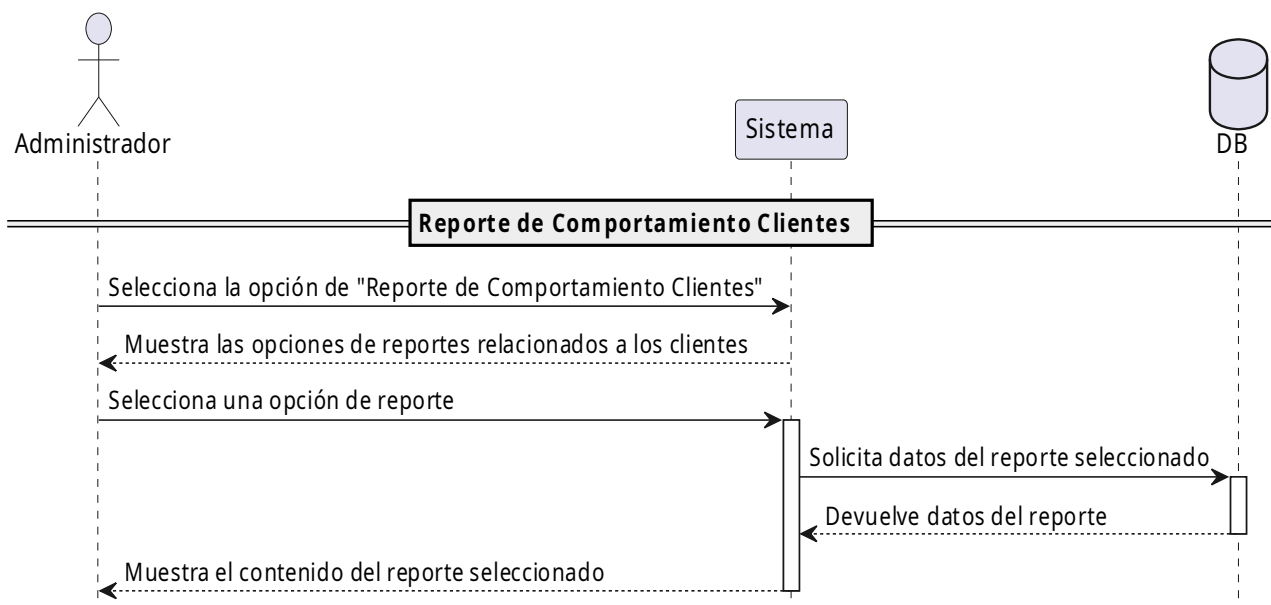 Administrador
Sistema
DB
Reporte de Comportamiento Clientes
Selecciona la opción de "Reporte de Comportamiento Clientes"
Muestra las opciones de reportes relacionados a los clientes
Selecciona una opción de reporte
Solicita datos del reporte seleccionado
Devuelve datos del reporte
Muestra el contenido del reporte seleccionado